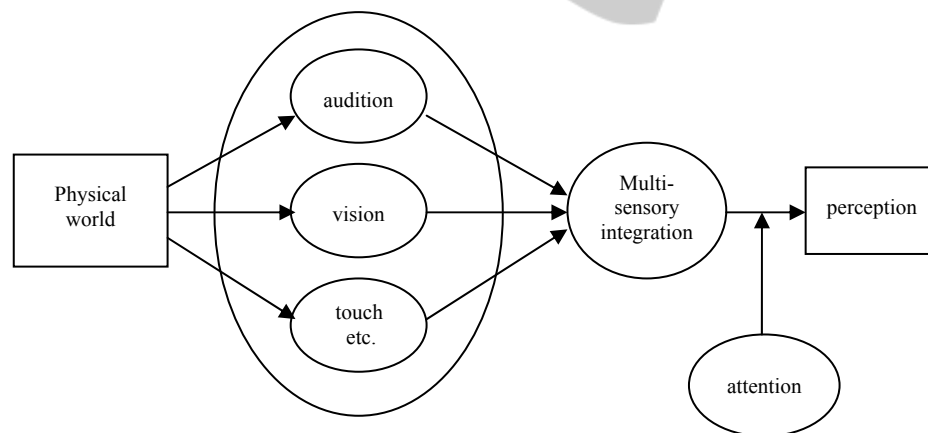 Physical
world
audition
vision
touch
etc.
Multi-
sensory
integration
perception
attention